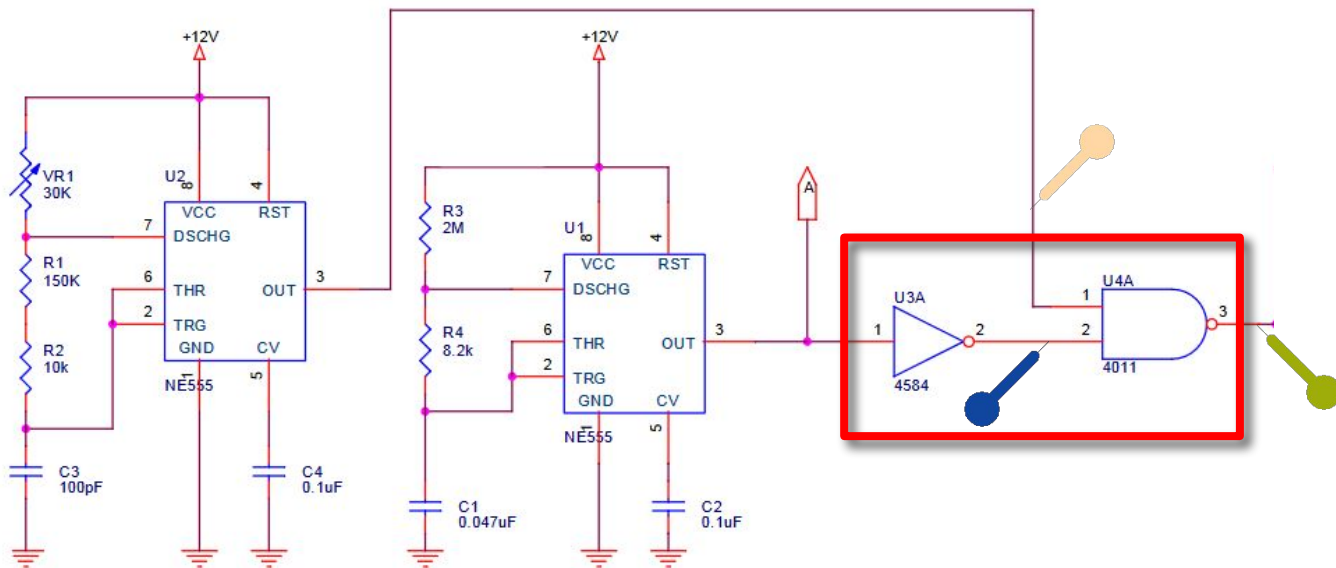 +12V
VR1
30K
R1
150K
R2
10k
C3
100pF
U2
8
4
VCC
RST
7
DSCHG
6
THR
OUT
3
2
TRG
GND
CV
1
5
NE555
C4
0.1uF
+12V
R3
2M
R4
8.2k
C1
0.047uF
U1
8
4
VCC
RST
7
DSCHG
6
THR
OUT
3
2
TRG
GND
CV
1
5
NE555
C2
0.1uF
A
U3A
1
2
4584
U4A
1
2
3
4011